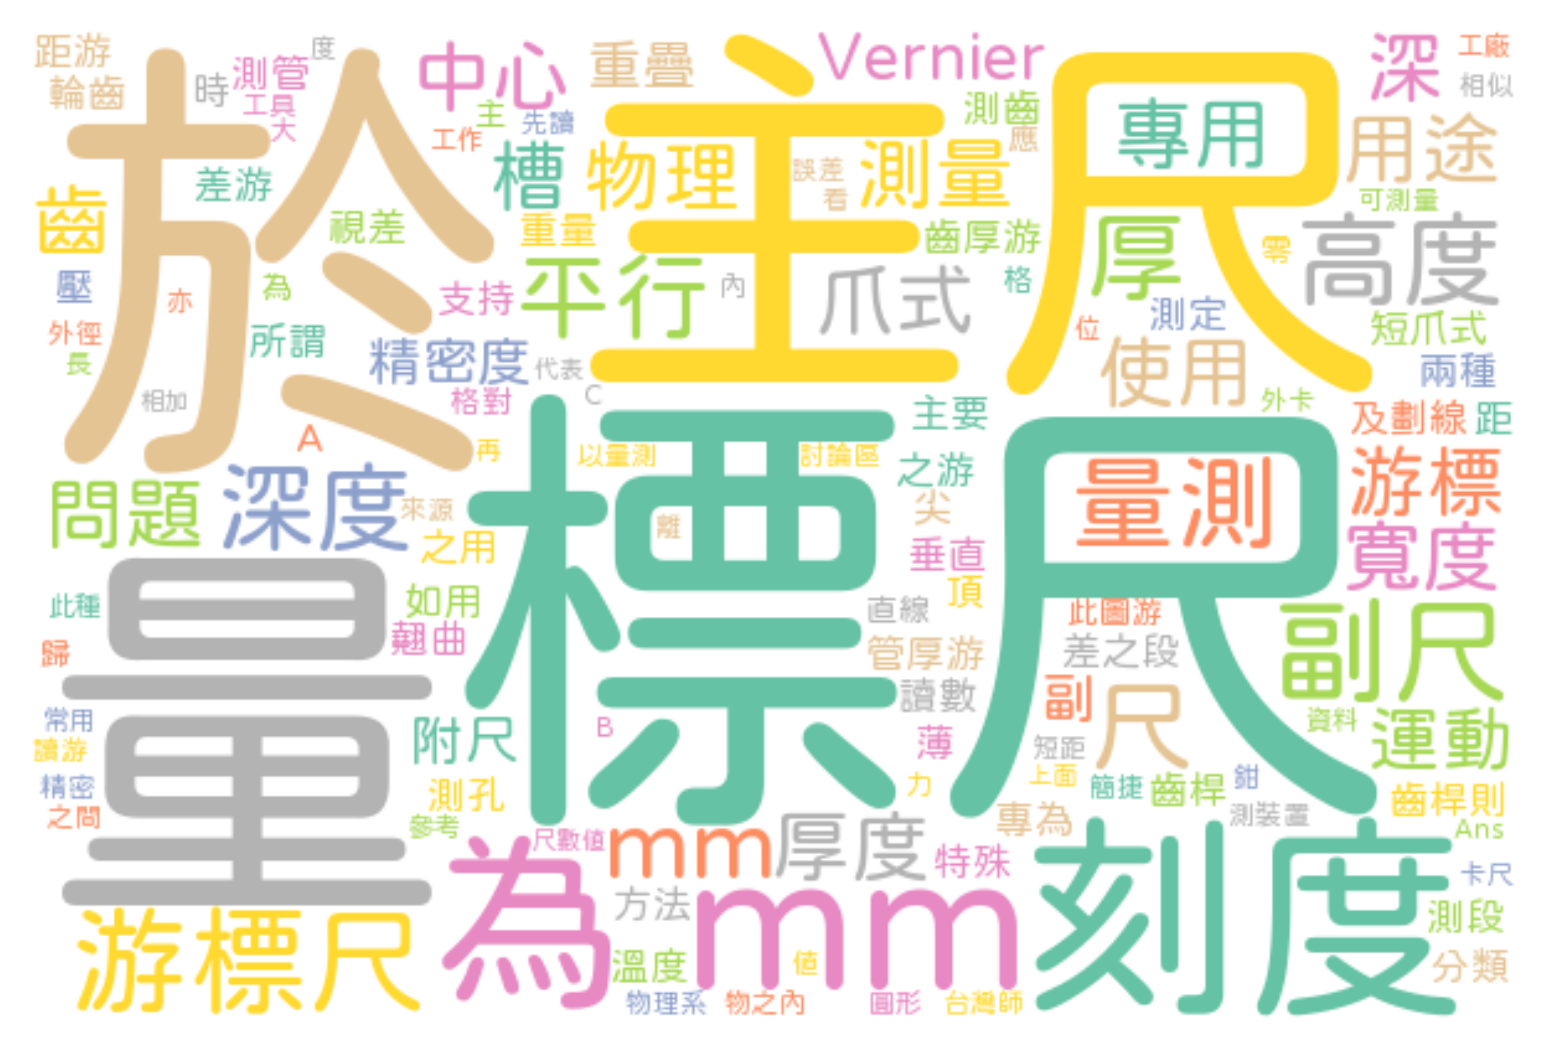 距游
度
測管
中心
重疊
主
Vernier
尺
深
工廠
輪齒
時
工具
大
於
主
工作
先讀
測齒
應
專用
用途
相似
差游
槽
物理
誤差
看
測量
可測量
齒
視差
重量
齒厚游
厚
零
高度
壓
為
亦
支持
平行
內
爪式
格
測定
位
短爪式
外徑
長
所謂
精密度
代表
使用
兩種
相加
格對
C
標尺
主要
外卡
及劃線
距
A
再
以量測
討論區
之游
量測
游標
問題
深度
來源
之用
離
尖
垂直
寬度
量
此種
如用
直線
頂
此圖游
副尺
歸
翹曲
管厚游
差之段
常用
讀游
附尺
B
讀數
副
尺
資料
運動
精密
之間
測孔
參考
薄
力
短距
上面
簡捷
齒桿
鉗
齒桿則
為
尺數值
mm
厚度
特殊
專為
測裝置
刻度
Ans
卡尺
游標尺
方法
mm
測段
溫度
值
分類
物理系
物之內
圓形
台灣師